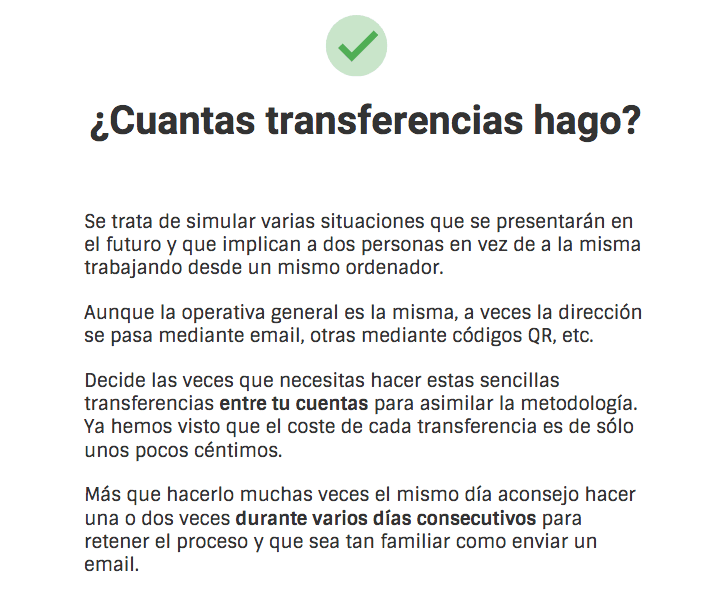 ¿Cuantas transferencias hago?
Se trata de simular varias situaciones que se presentarán en
el futuro y que implican a dos personas en vez de a la misma
trabajando desde un mismo ordenador.
Aunque la operativa general es la misma, a veces la dirección
se pasa mediante email, otras mediante códigos QR, etc.
Decide las veces que necesitas hacer estas sencillas
transferencias entre tu cuentas para asimilar la metodología.
Ya hemos visto que el coste de cada transferencia es de sólo
unos pocos céntimos.
Más que hacerlo muchas veces el mismo día aconsejo hacer
una o dos veces durante varios días consecutivos para
retener el proceso y que sea tan familiar como enviar un
email.